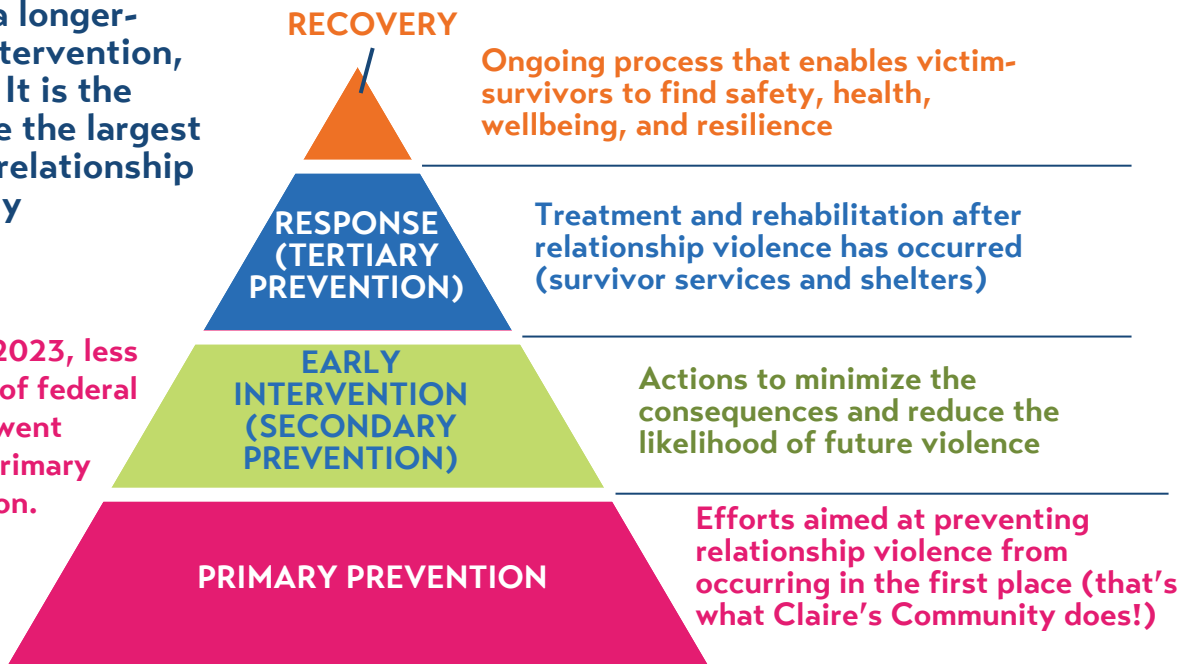 a longer-
tervention,
It is the
e the largest
relationship
y
2023, less
of federal
went
rimary
on.
RECOVERY
Ongoing process that enables victim-
survivors to find safety, health,
wellbeing, and resilience
RESPONSE
(TERTIARY
PREVENTION)
Treatment and rehabilitation after
relationship violence has occurred
(survivor services and shelters)
EARLY
INTERVENTION
(SECONDARY
PREVENTION)
Actions to minimize the
consequences and reduce the
likelihood of future violence
PRIMARY PREVENTION
Efforts aimed at preventing
relationship violence from
occurring in the first place (that’s
what Claire’s Community does!)